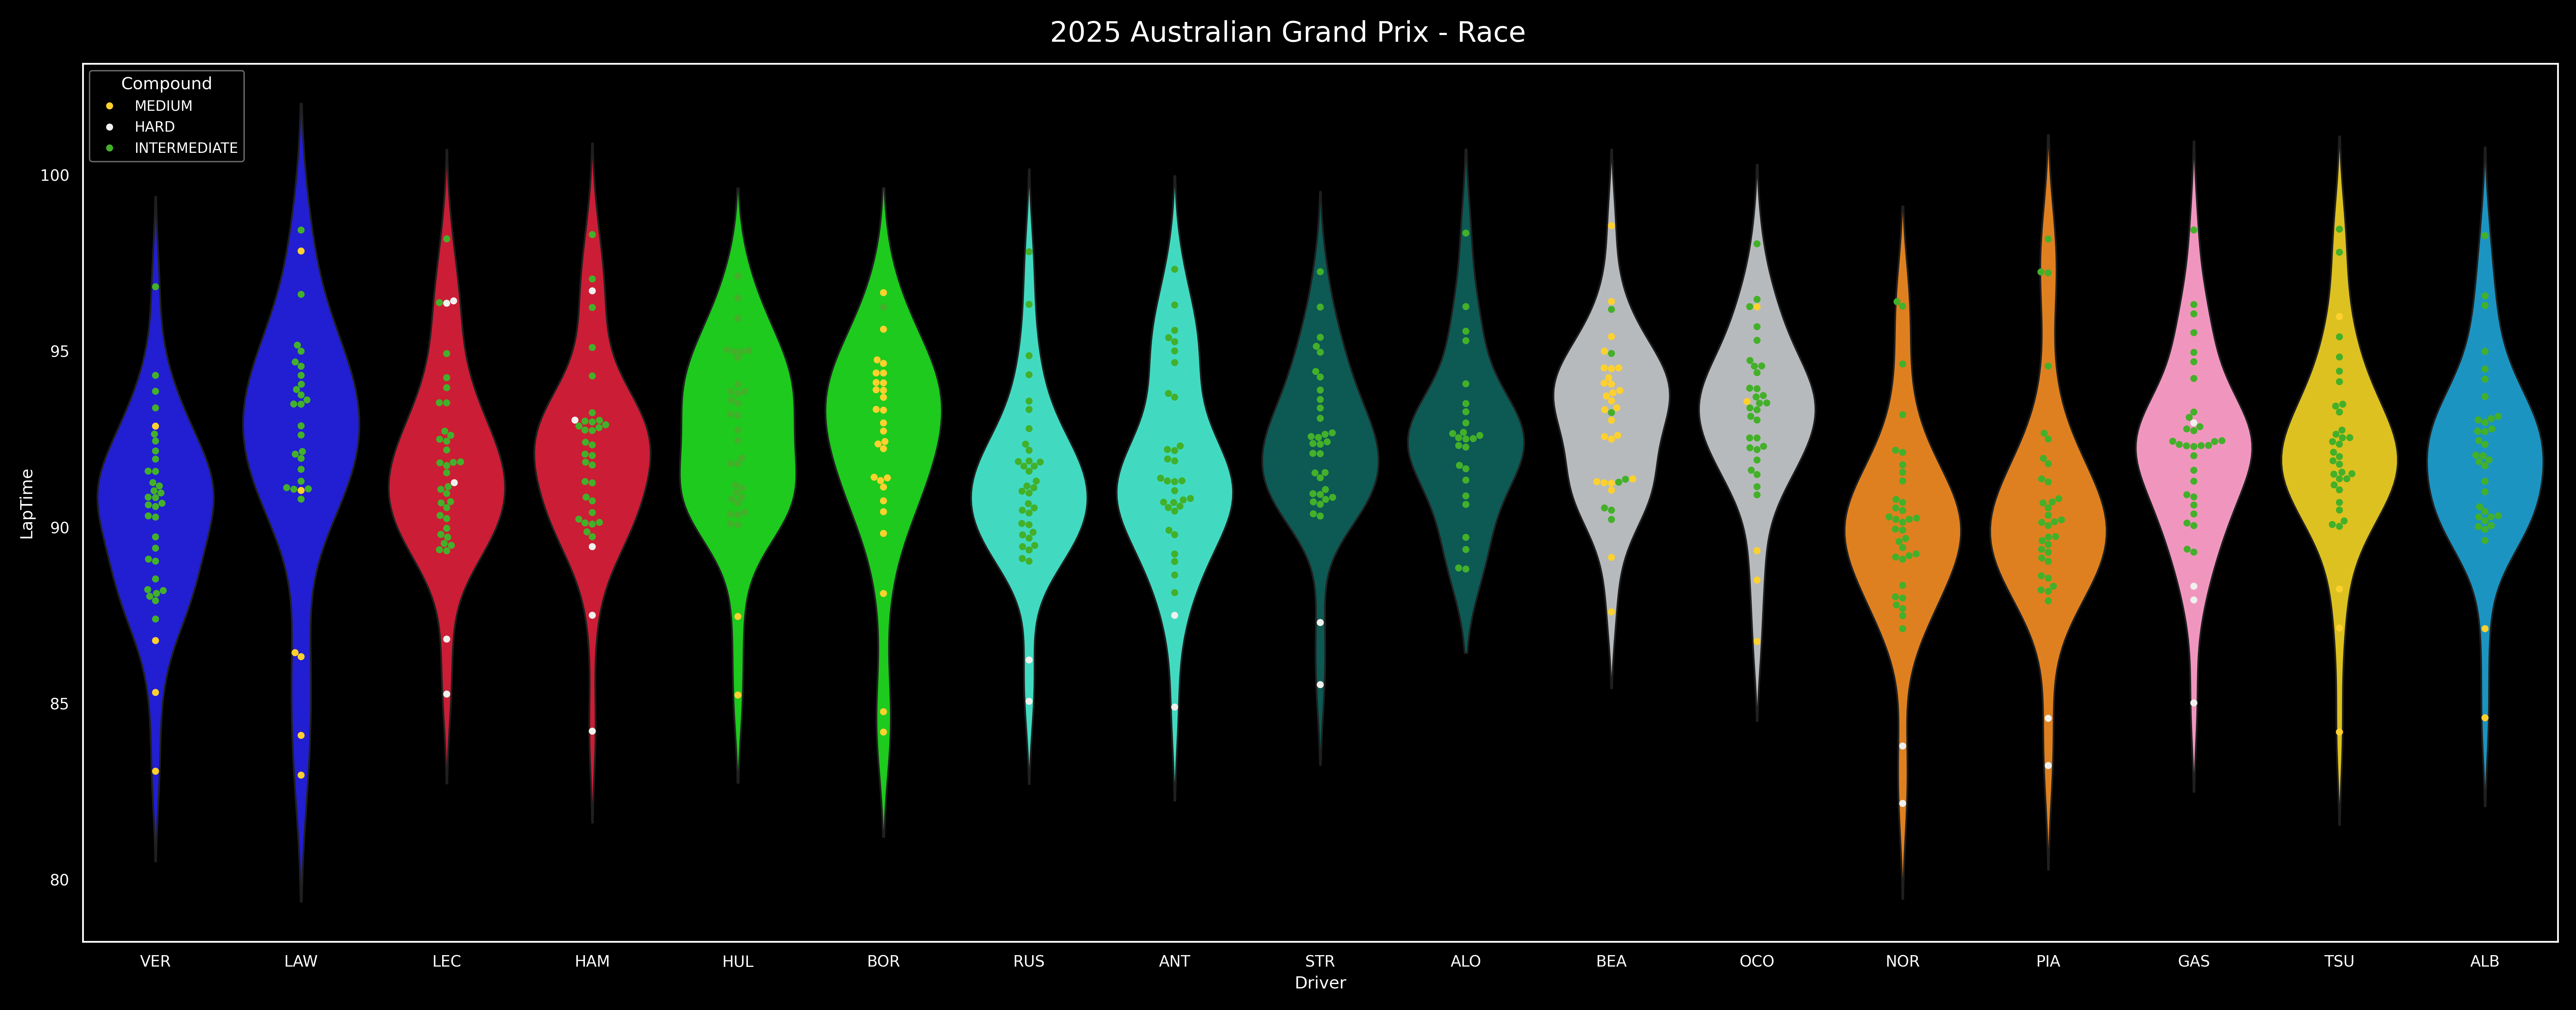 2025 Australian Grand Prix - Race
Compound
MEDIUM
HARD
INTERMEDIATE
LapTime
100
95
90
85
80
VER LAW LEC HAM HUL BOR RUS ANT STR ALO BEA OCO NOR PIA GAS TSU ALB
Driver